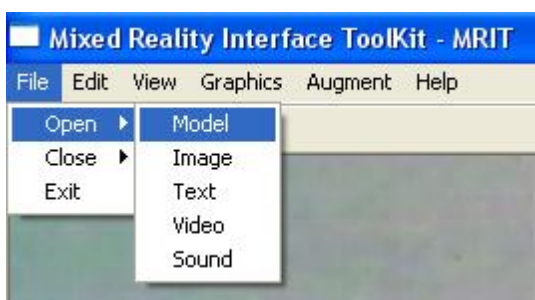 Mixed Reality Interface ToolKit - MRIT
File Edit View Graphics Augment Help
Open Model
Close Image
Exit Text
Video
Sound